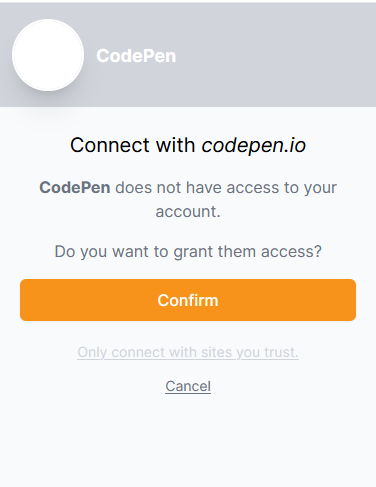 CodePen
Connect with codepen.io
CodePen does not have access to your
account.
Do you want to grant them access?
Confirm
Only connect with sites you trust.
Cancel